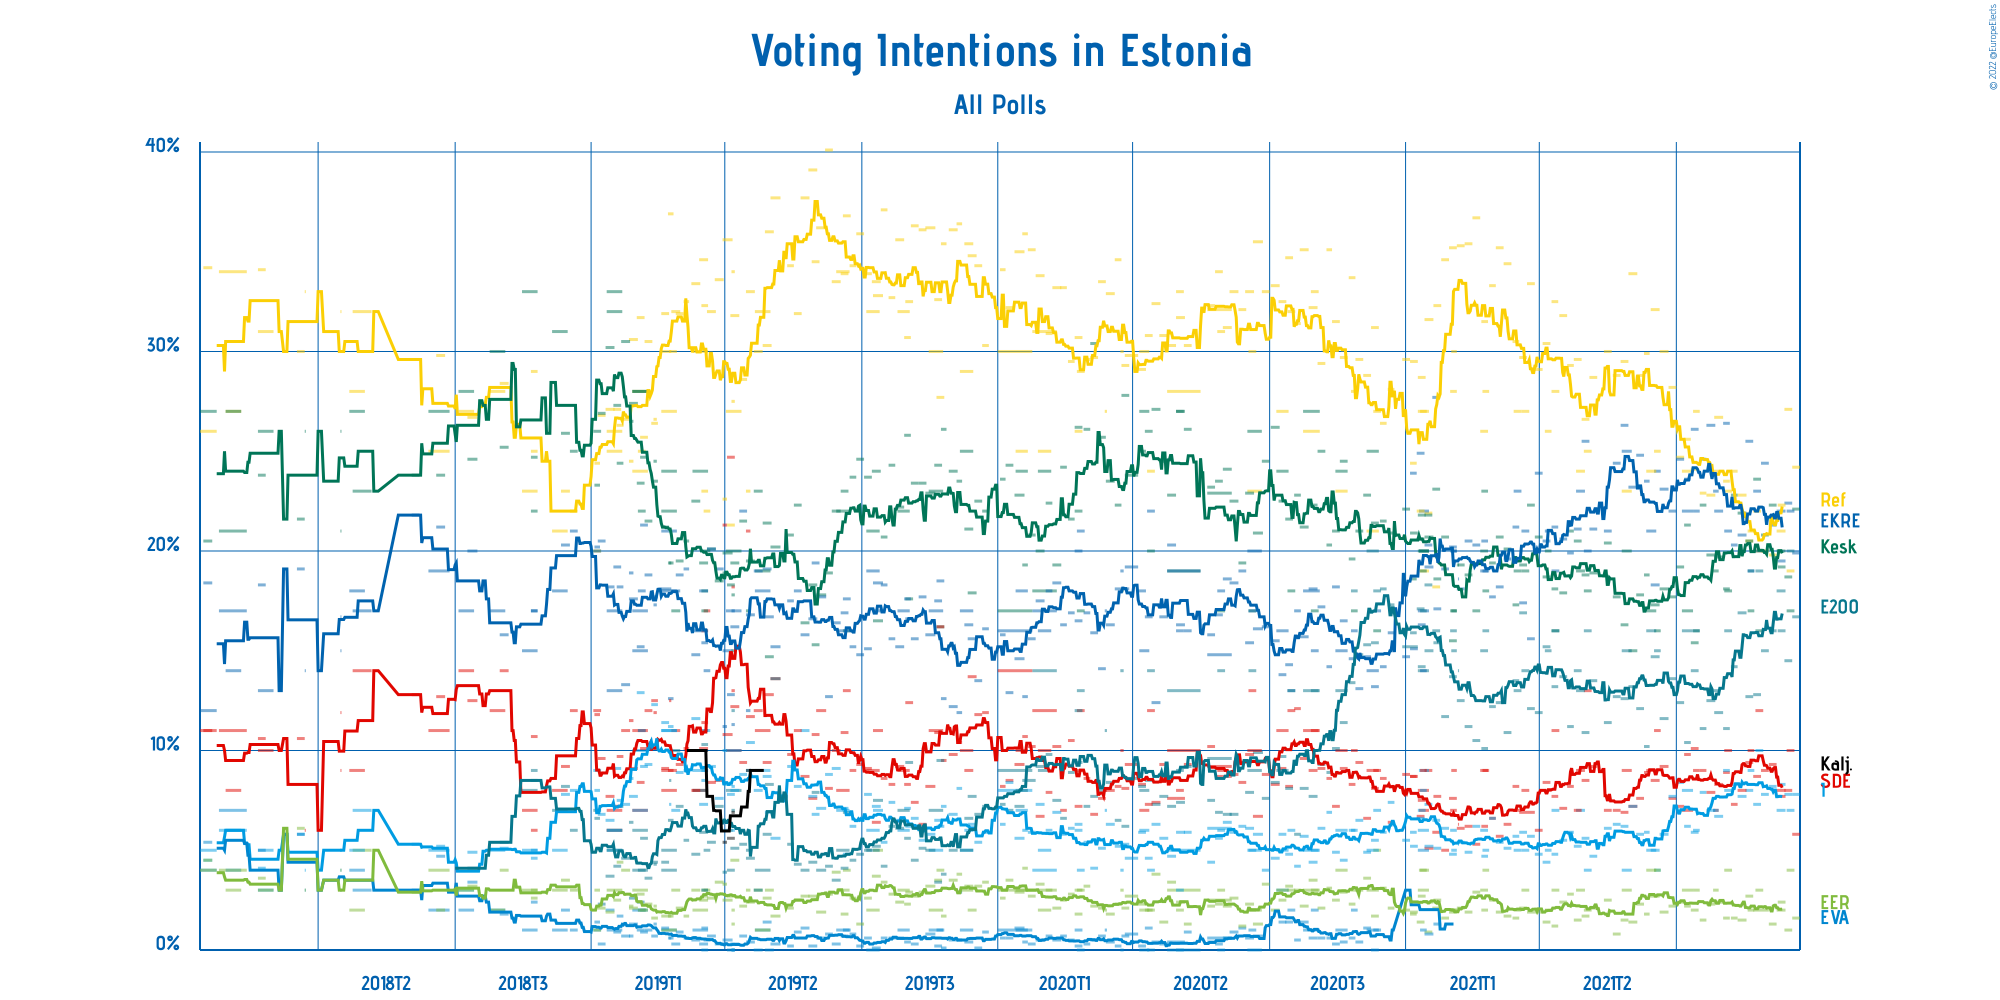 © 2022 @EuropeElects
Voting Intentions in Estonia
All Polls
40%
30%
20%
10%
0%
Ref
EKRE
Kesk
E200
Kalj.
SDE
I
EER
EVA
2018T2
2018T3
2019T1
2019T2
2019T3
2020T1
2020T2
2020T3
2021T1
2021T2